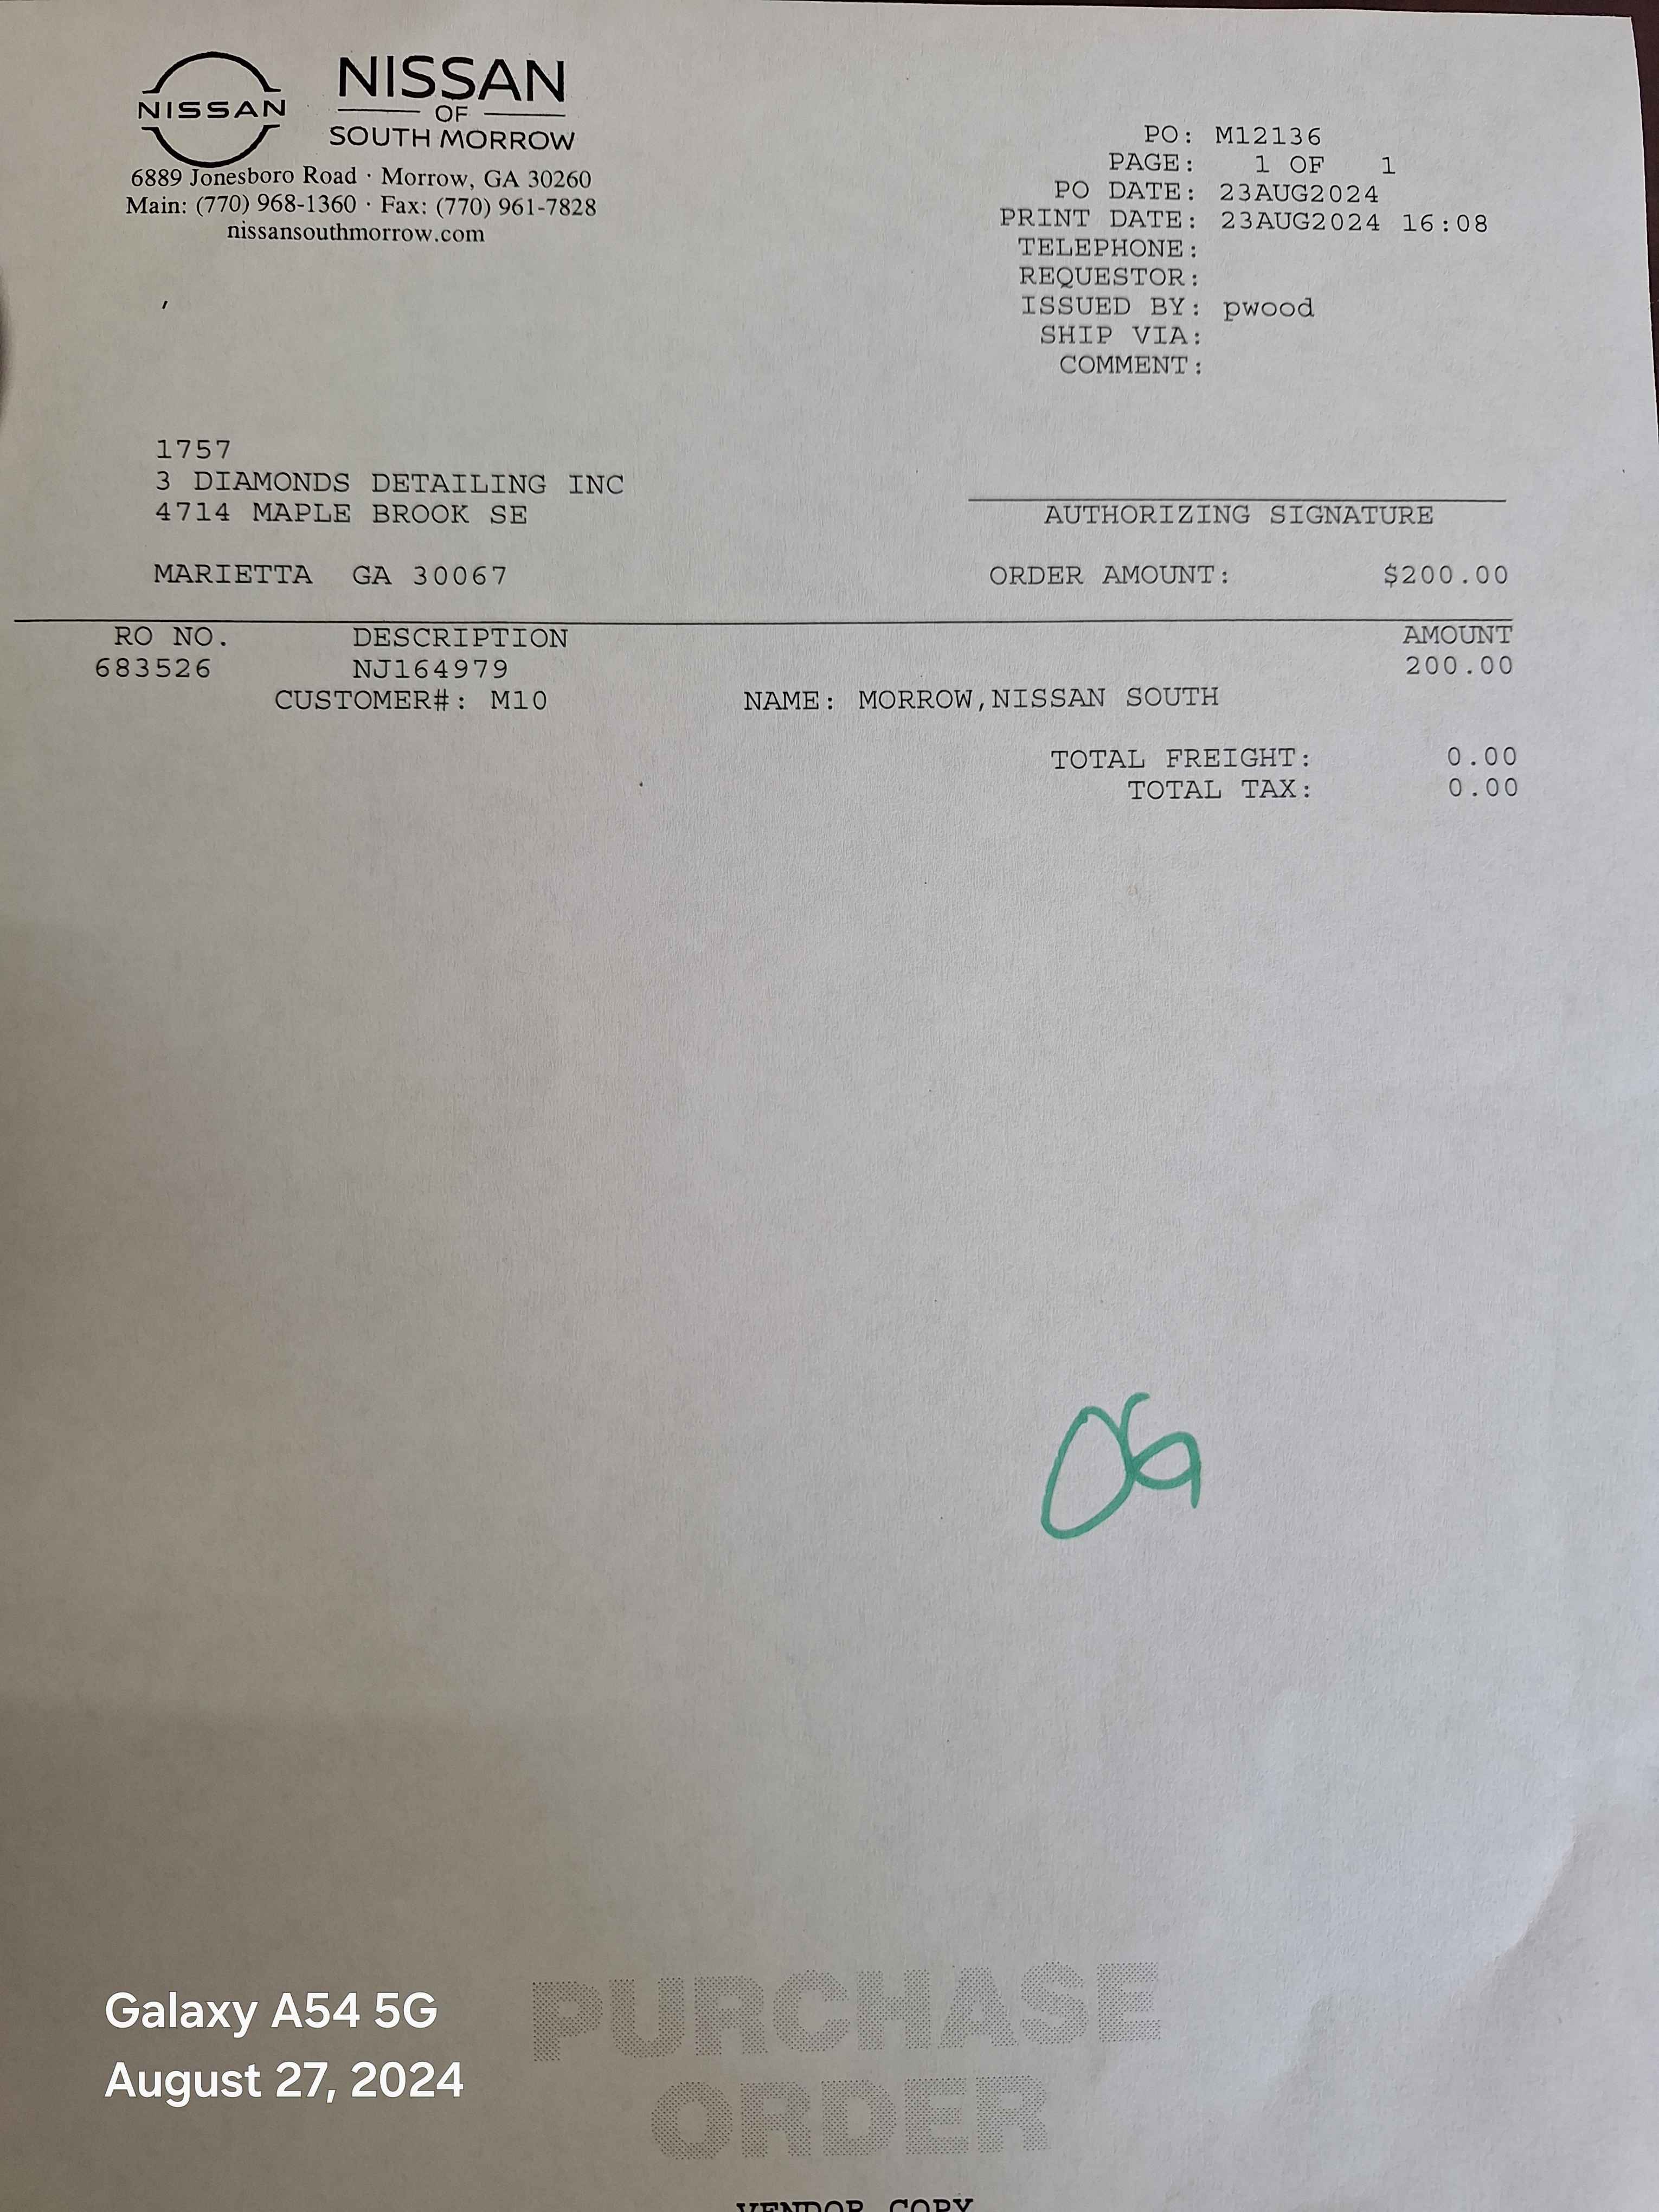 NISSAN
NISSAN
OF
SOUTH MORROW
6889 Jonesboro Road · Morrow, GA 30260
Main: (770) 968-1360 · Fax: (770) 961-7828
nissansouthmorrow.com
PO: M12136
PAGE: 1 OF 1
PO DATE: 23AUG2024
PRINT DATE: 23AUG2024 16:08
TELEPHONE:
REQUESTOR:
ISSUED BY: pwood
SHIP VIA:
COMMENT:
1757
3 DIAMONDS DETAILING INC
4714 MAPLE BROOK SE
MARIETTA GA 30067
AUTHORIZING SIGNATURE
ORDER AMOUNT: $200.00
RO NO. DESCRIPTION AMOUNT
683526 NJ164979 200.00
CUSTOMER#: M10 NAME: MORROW,NISSAN SOUTH
TOTAL FREIGHT: 0.00
TOTAL TAX: 0.00
PURCHASE
ORDER
VENDOR COPY
Galaxy A54 5G
August 27, 2024